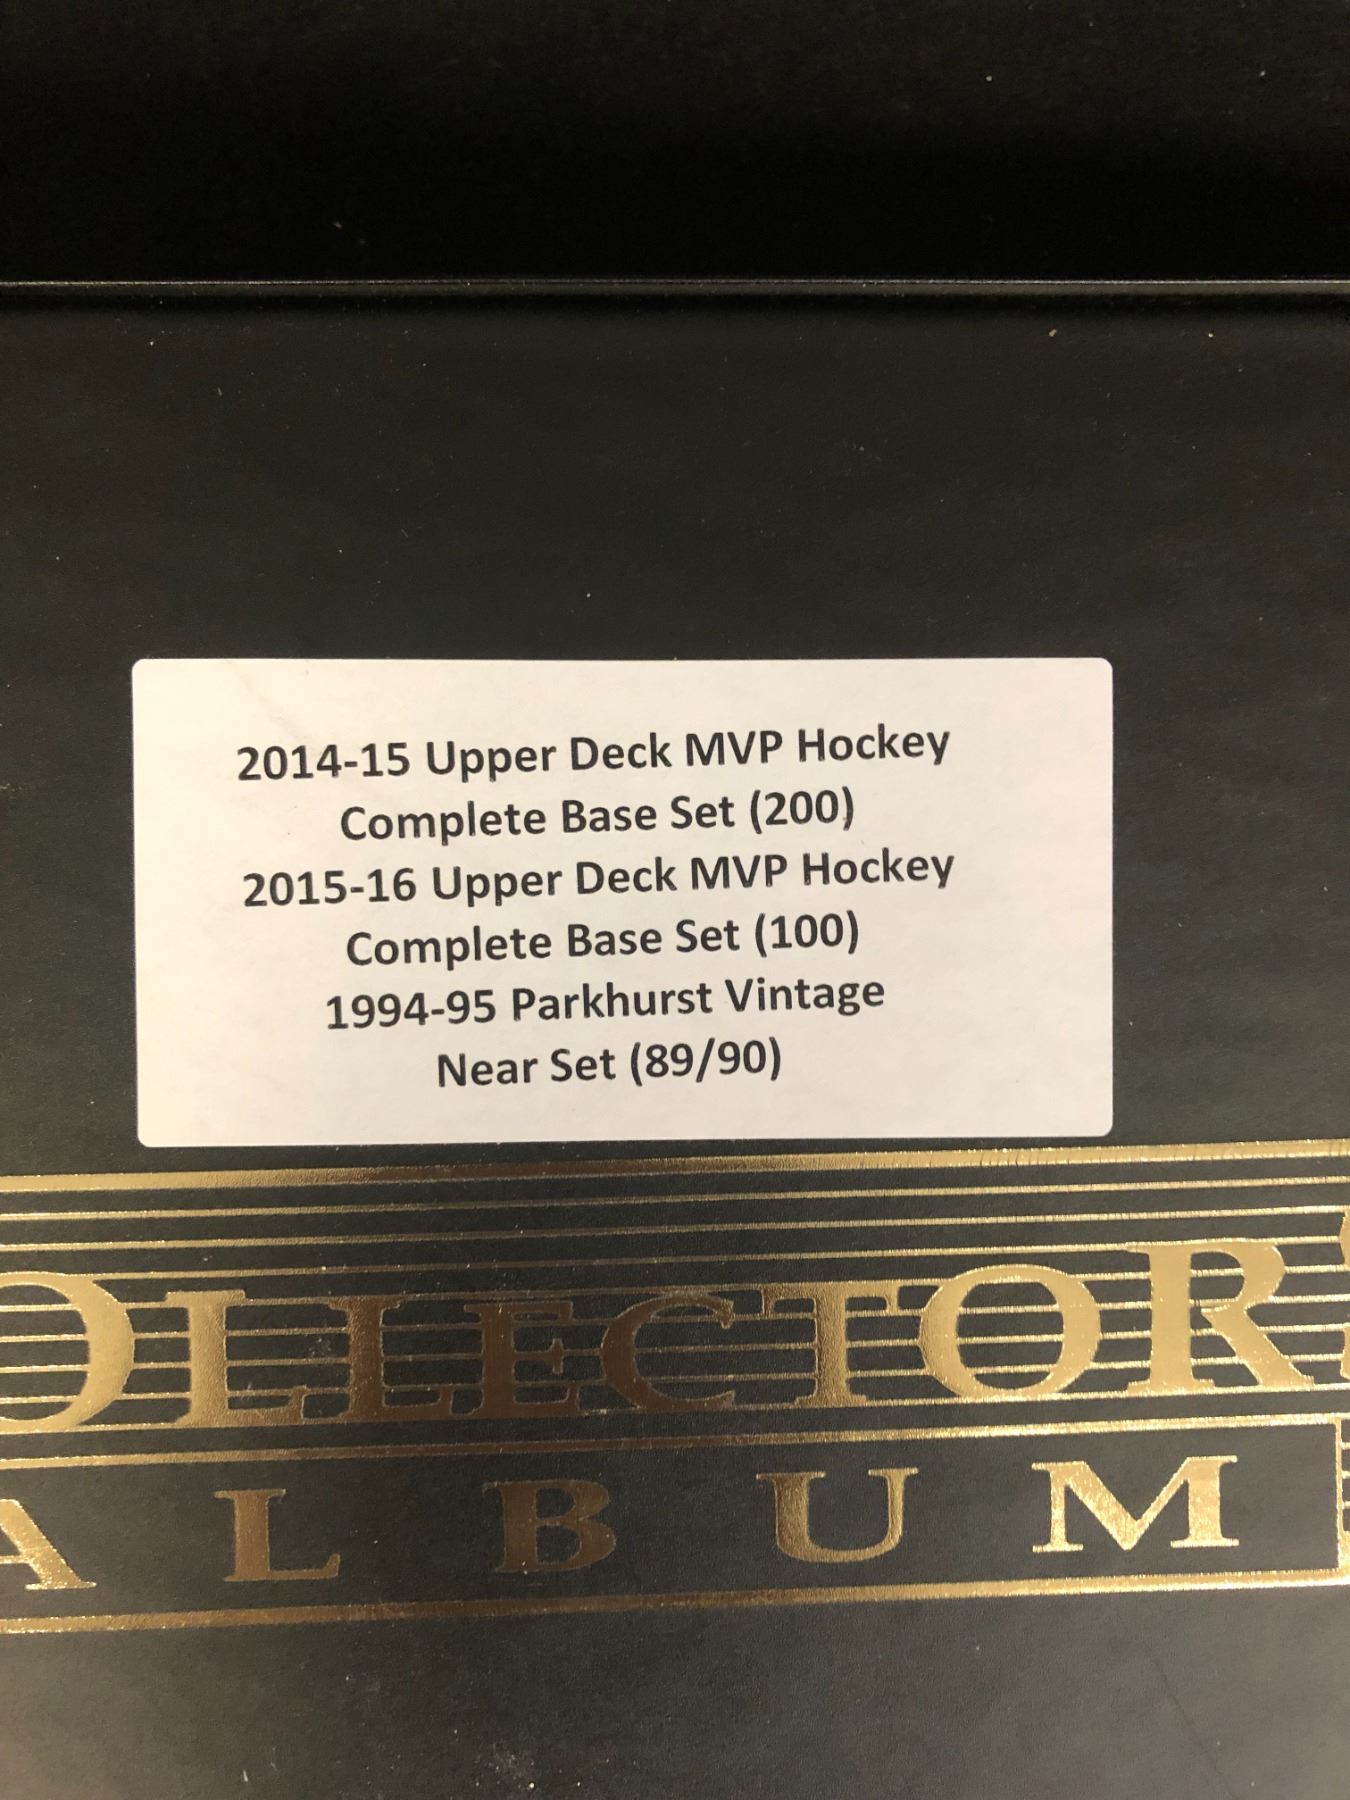 2014-15 Upper Deck MVP Hockey
Complete Base Set (200)
2015-16 Upper Deck MVP Hockey
Complete Base Set (100)
1994-95 Parkhurst Vintage
Near Set (89/90)
OLLECTORS
ALBUM